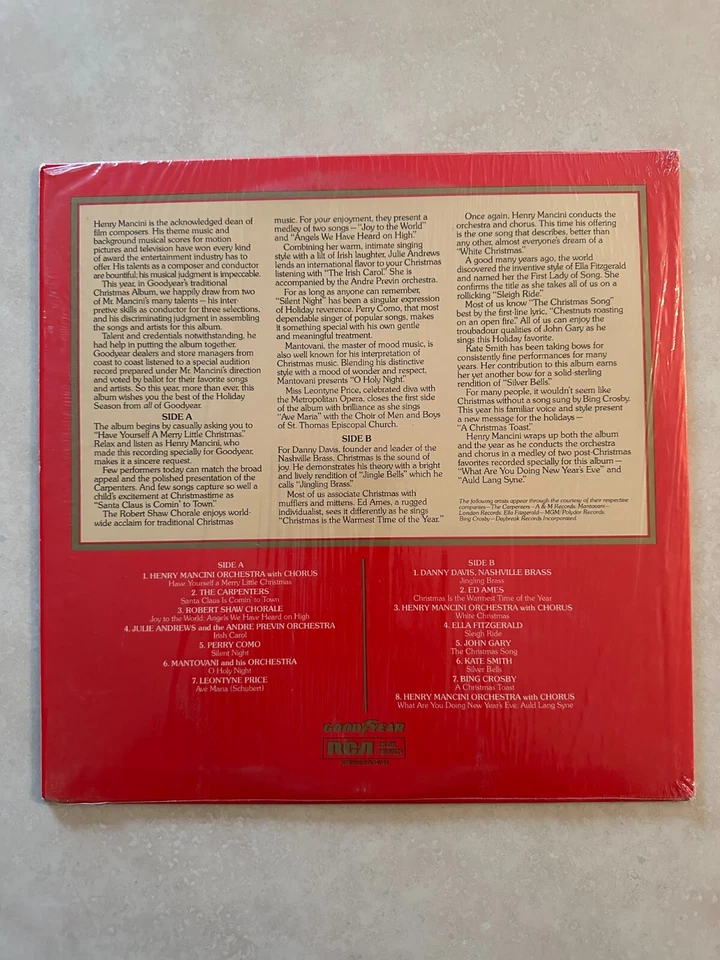 Henry Mancini is the acknowledged dean of
film composers. His theme music and
background musical scores for motion
pictures and television have won every kind
of award the entertainment industry has to
offer. His talents as a composer and conductor
are bountiful; his musical judgment is impeccable.
This year, in Goodyear's traditional
Christmas Album, we happily draw from two
of Mr. Mancini's many talents — his inter-
pretive skills as conductor for three selections,
and his discriminating judgment in assembling
the songs and artists for this album.
Talent and credentials notwithstanding, he
had help in putting the album together.
Goodyear dealers and store managers from
coast to coast listened to a special audition
record prepared under Mr. Mancini's direction
and voted by ballot for their favorite songs
and artists. So this year, more than ever, this
album wishes you the best of the Holiday
Season from all of Goodyear.
SIDE A
The album begins by casually asking you to
"Have Yourself A Merry Little Christmas."
Relax and listen as Henry Mancini, who
made this recording specially for Goodyear,
makes it a sincere request.
Few performers today can match the broad
appeal and the polished presentation of the
Carpenters. And few songs capture so well a
child's excitement at Christmastime as
"Santa Claus is Comin' to Town."
The Robert Shaw Chorale enjoys world-
wide acclaim for traditional Christmas
music. For your enjoyment, they present a
medley of two songs — "Joy to the World"
and "Angels We Have Heard on High."
Combining her warm, intimate singing
style with a lilt of Irish laughter, Julie Andrews
lends an international flavor to your Christmas
listening with "The Irish Carol." She is
accompanied by the Andre Previn orchestra.
For as long as anyone can remember,
"Silent Night" has been a singular expression
of Holiday reverence. Perry Como, that most
dependable singer of popular songs, makes
it something special with his own gentle
and meaningful treatment.
Mantovani, the master of mood music, is
also well known for his interpretation of
Christmas music. Blending his distinctive
style with a mood of wonder and respect,
Mantovani presents "O Holy Night."
Miss Leontyne Price, celebrated diva with
the Metropolitan Opera, closes the first side
of the album with brilliance as she sings
"Ave Maria" with the Choir of Men and Boys
of St. Thomas Episcopal Church.
SIDE B
For Danny Davis, founder and leader of the
Nashville Brass, Christmas is the sound of
joy. He demonstrates his theory with a bright
and lively rendition of "Jingle Bells" which he
calls "Jingling Brass."
Most of us associate Christmas with
mufflers and mittens. Ed Ames, a rugged
individualist, sees it differently as he sings
"Christmas is the Warmest Time of the Year."
Once again, Henry Mancini conducts the
orchestra and chorus. This time his offering
is the one song that describes, better than
any other, almost everyone's dream of a
"White Christmas."
A good many years ago, the world
discovered the inventive style of Ella Fitzgerald
and named her the First Lady of Song. She
confirms the title as she takes all of us on a
rollicking "Sleigh Ride."
Most of us know "The Christmas Song"
best by the first-line lyric, "Chestnuts roasting
on an open fire." All of us can enjoy the
troubadour qualities of John Gary as he
sings this Holiday favorite.
Kate Smith has been taking bows for
consistently fine performances for many
years. Her contribution to this album earns
her yet another bow for a solid-sterling
rendition of "Silver Bells."
For many people, it wouldn't seem like
Christmas without a song sung by Bing Crosby.
This year his familiar voice and style present
a new message for the holidays —
"A Christmas Toast."
Henry Mancini wraps up both the album
and the year as he conducts the orchestra
and chorus in a medley of two post-Christmas
favorites recorded specially for this album —
"What Are You Doing New Year's Eve" and
"Auld Lang Syne."
The following artists appear through the courtesy of their respective
companies — The Carpenters - A & M Records. Mantovani -
London Records. Ella Fitzgerald - MGM/Polydor Records.
Bing Crosby - Daybreak Records Incorporated.
SIDE A
1. HENRY MANCINI ORCHESTRA with CHORUS
Have Yourself a Merry Little Christmas
2. THE CARPENTERS
Santa Claus Is Comin' to Town
3. ROBERT SHAW CHORALE
Joy to the World; Angels We Have Heard on High
4. JULIE ANDREWS and the ANDRE PREVIN ORCHESTRA
Irish Carol
5. PERRY COMO
Silent Night
6. MANTOVANI and his ORCHESTRA
O Holy Night
7. LEONTYNE PRICE
Ave Maria (Schubert)
SIDE B
1. DANNY DAVIS, NASHVILLE BRASS
Jingling Brass
2. ED AMES
Christmas Is the Warmest Time of the Year
3. HENRY MANCINI ORCHESTRA with CHORUS
White Christmas
4. ELLA FITZGERALD
Sleigh Ride
5. JOHN GARY
The Christmas Song
6. KATE SMITH
Silver Bells
7. BING CROSBY
A Christmas Toast
8. HENRY MANCINI ORCHESTRA with CHORUS
What Are You Doing New Year's Eve; Auld Lang Syne
GOODYEAR
RCA